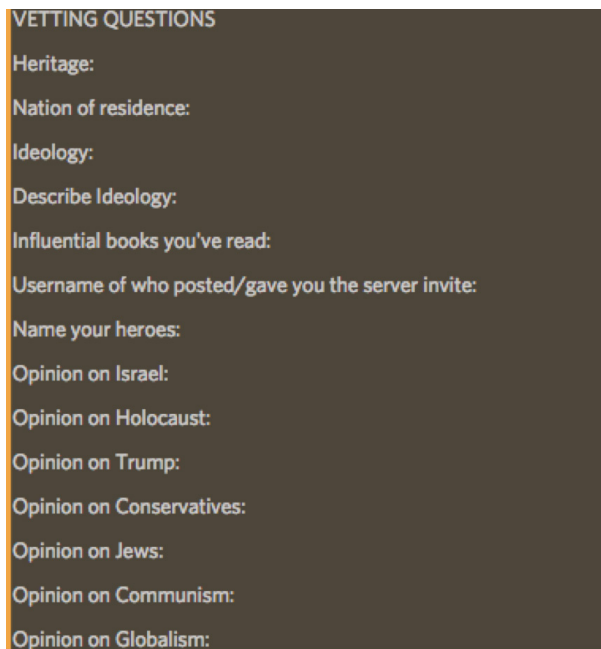 VETTING QUESTIONS
Heritage:
Nation of residence:
Ideology:
Describe Ideology:
Influential books you've read:
Username of who posted/gave you the server invite:
Name your heroes:
Opinion on Israel:
Opinion on Holocaust:
Opinion on Trump:
Opinion on Conservatives:
Opinion on Jews:
Opinion on Communism:
Opinion on Globalism: